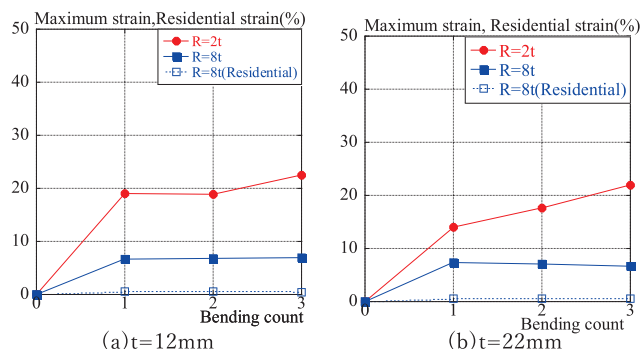 Maximum strain,Residential strain(%)
50
40
30
20
10
0
R=2t
R=8t
R=8t(Residential)
0 1 2 3
Bending count
(a)t=12mm
Maximum strain, Residential strain(%)
50
40
30
20
10
0
R=2t
R=8t
R=8t(Residential)
0 1 2 3
Bending count
(b)t=22mm